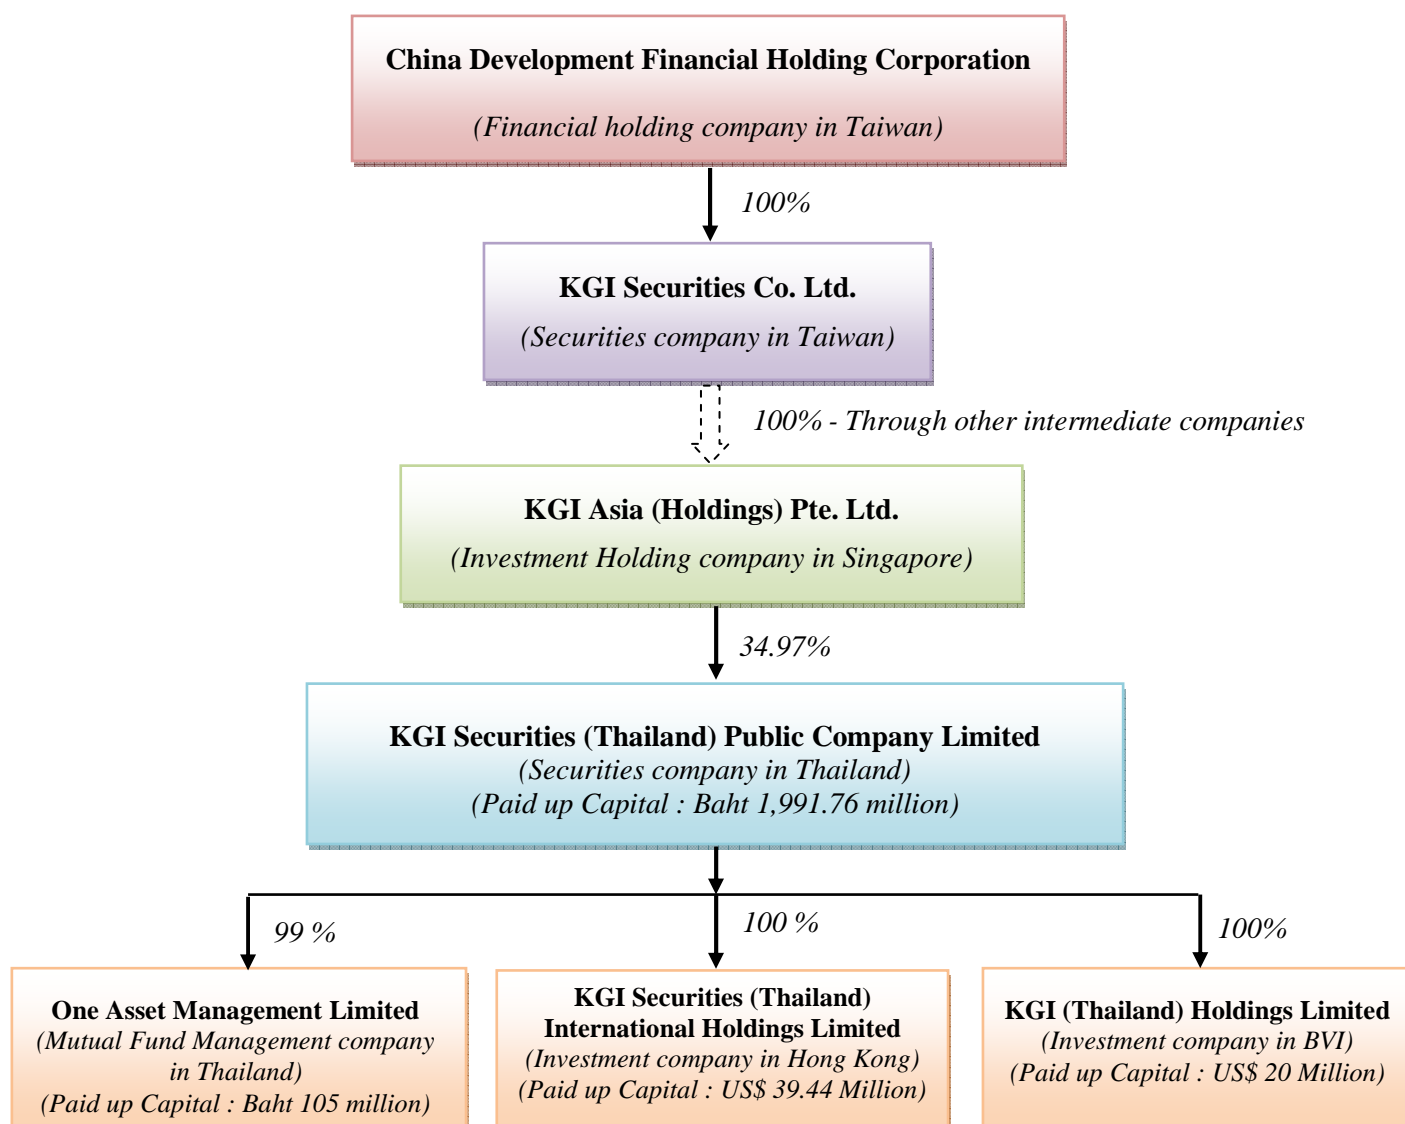 China Development Financial Holding Corporation
(Financial holding company in Taiwan)
100%
KGI Securities Co. Ltd.
(Securities company in Taiwan)
100% - Through other intermediate companies
KGI Asia (Holdings) Pte. Ltd.
(Investment Holding company in Singapore)
34.97%
KGI Securities (Thailand) Public Company Limited
(Securities company in Thailand)
(Paid up Capital : Baht 1,991.76 million)
99 %
100 %
100%
One Asset Management Limited
(Mutual Fund Management company
in Thailand)
(Paid up Capital : Baht 105 million)
KGI Securities (Thailand)
International Holdings Limited
(Investment company in Hong Kong)
(Paid up Capital : US$ 39.44 Million)
KGI (Thailand) Holdings Limited
(Investment company in BVI)
(Paid up Capital : US$ 20 Million)